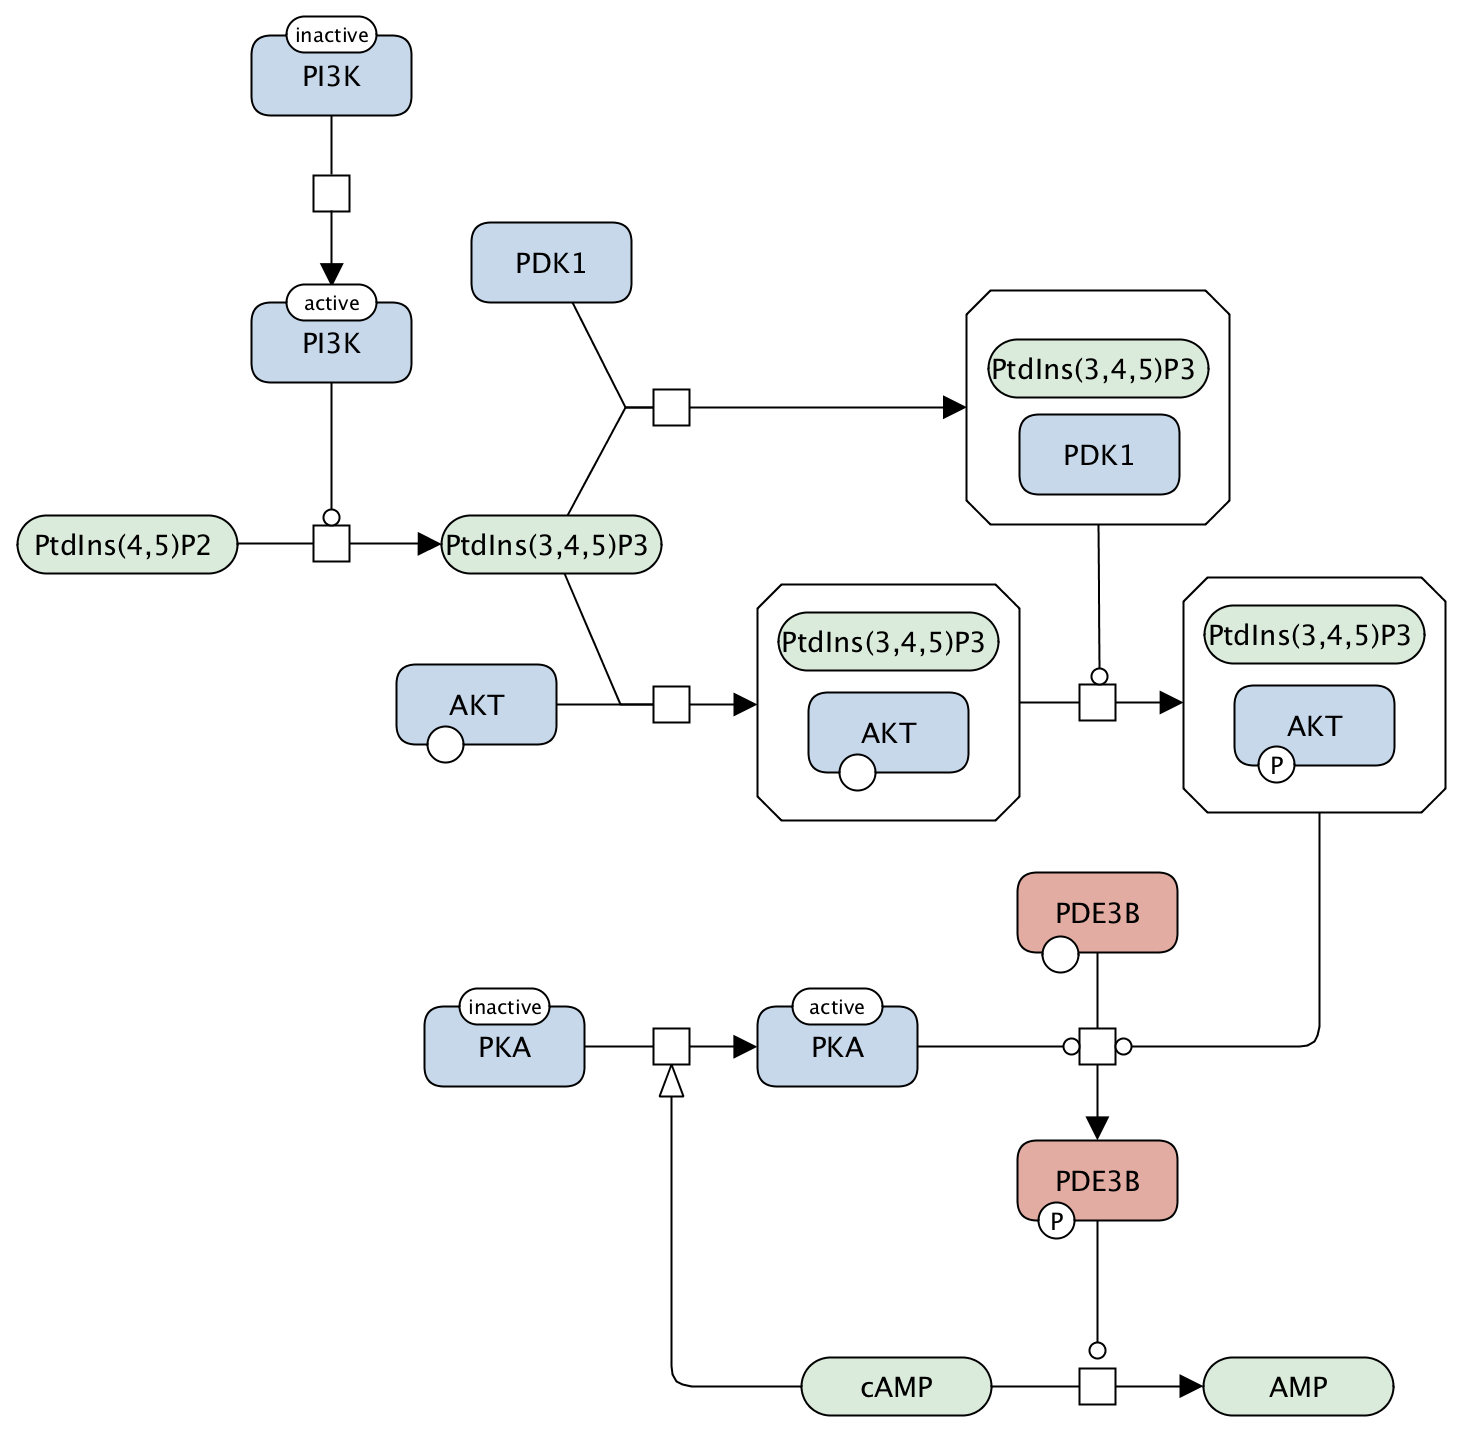 inactive
PI3K
PDK1
active
PI3K
PtdIns(3,4,5)P3
PDK1
PtdIns(4,5)P2
PtdIns(3,4,5)P3
PtdIns(3,4,5)P3
PtdIns(3,4,5)P3
AKT
AKT
AKT
P
PDE3B
inactive
PKA
active
PKA
PDE3B
P
cAMP
AMP